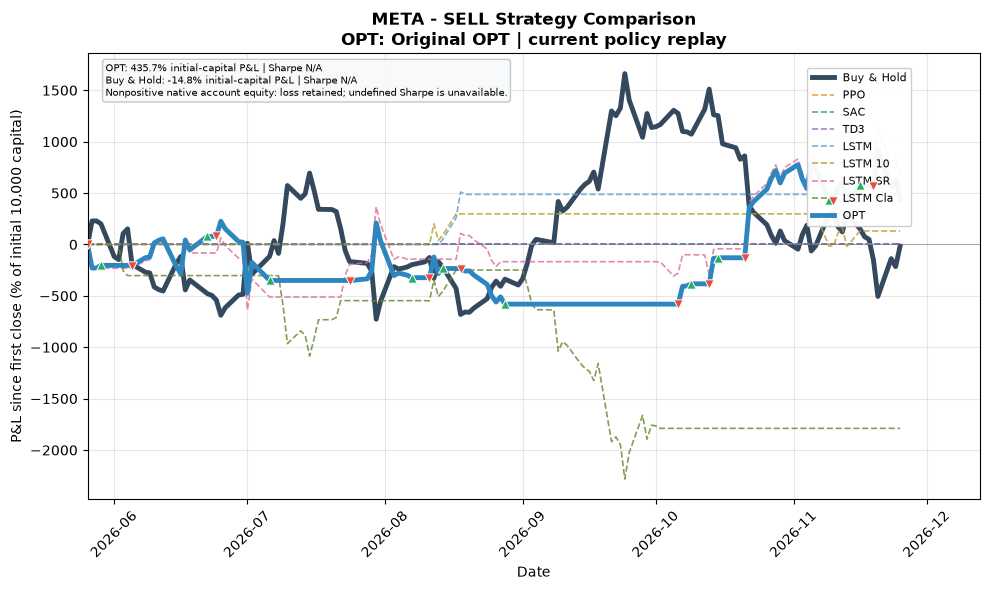 META - SELL Strategy Comparison
OPT: Original OPT | current policy replay
OPT: 435.7% initial-capital P&L | Sharpe N/A
Buy & Hold: -14.8% initial-capital P&L | Sharpe N/A
Nonpositive native account equity: loss retained; undefined Sharpe is unavailable.
Buy & Hold
PPO
SAC
TD3
LSTM
LSTM 10
LSTM SR
LSTM Cla
OPT
P&L since first close (% of initial 10,000 capital)
1500
1000
500
0
−500
−1000
−1500
−2000
2026-06
2026-07
2026-08
2026-09
2026-10
2026-11
2026-12
Date